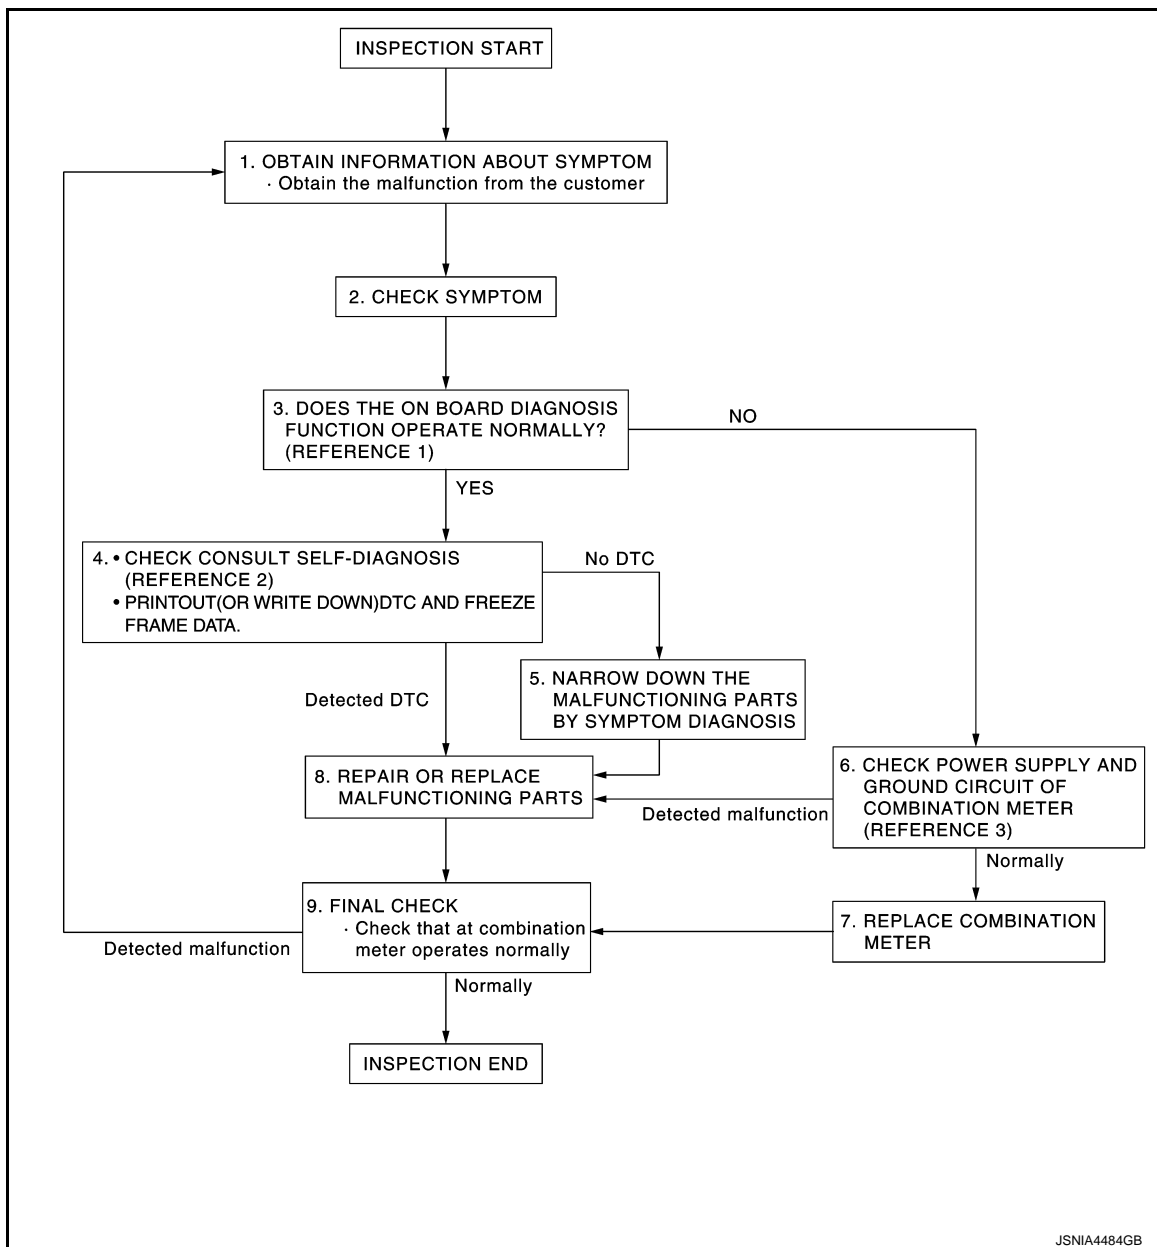 INSPECTION START
1. OBTAIN INFORMATION ABOUT SYMPTOM
· Obtain the malfunction from the customer
2. CHECK SYMPTOM
3. DOES THE ON BOARD DIAGNOSIS
FUNCTION OPERATE NORMALLY?
(REFERENCE 1)
NO
YES
4. • CHECK CONSULT SELF-DIAGNOSIS
(REFERENCE 2)
• PRINTOUT(OR WRITE DOWN)DTC AND FREEZE
FRAME DATA.
No DTC
5. NARROW DOWN THE
MALFUNCTIONING PARTS
BY SYMPTOM DIAGNOSIS
Detected DTC
6. CHECK POWER SUPPLY AND
GROUND CIRCUIT OF
COMBINATION METER
(REFERENCE 3)
8. REPAIR OR REPLACE
MALFUNCTIONING PARTS
Detected malfunction
Normally
7. REPLACE COMBINATION
METER
9. FINAL CHECK
· Check that at combination
meter operates normally
Detected malfunction
Normally
INSPECTION END
JSNIA4484GB